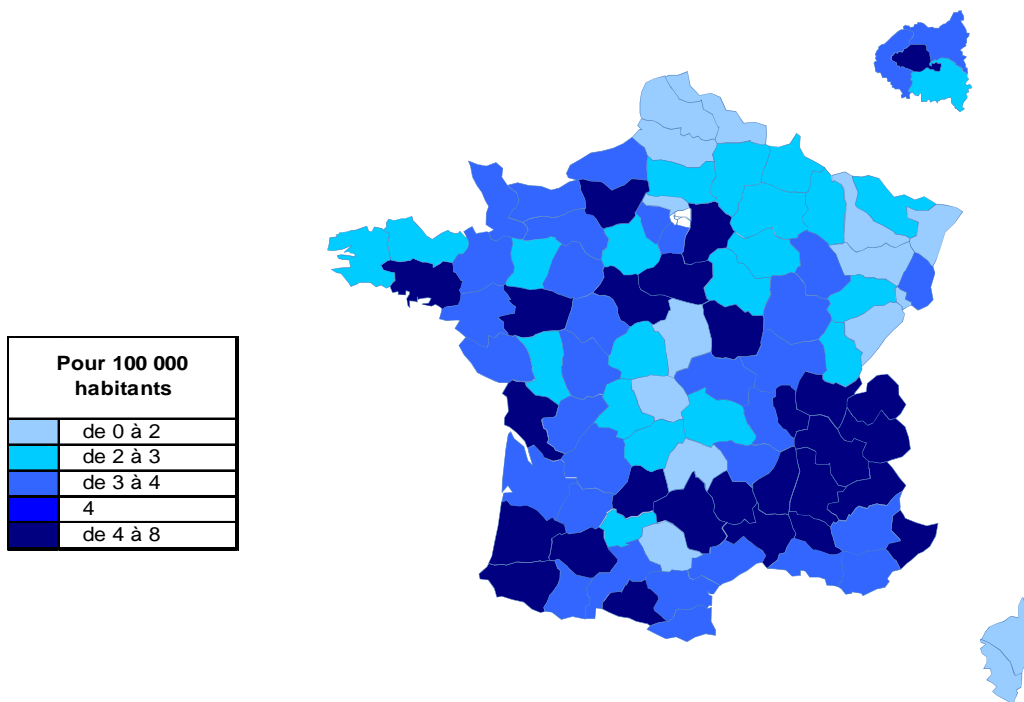 Pour 100 000
habitants
de 0 à 2
de 2 à 3
de 3 à 4
4
de 4 à 8